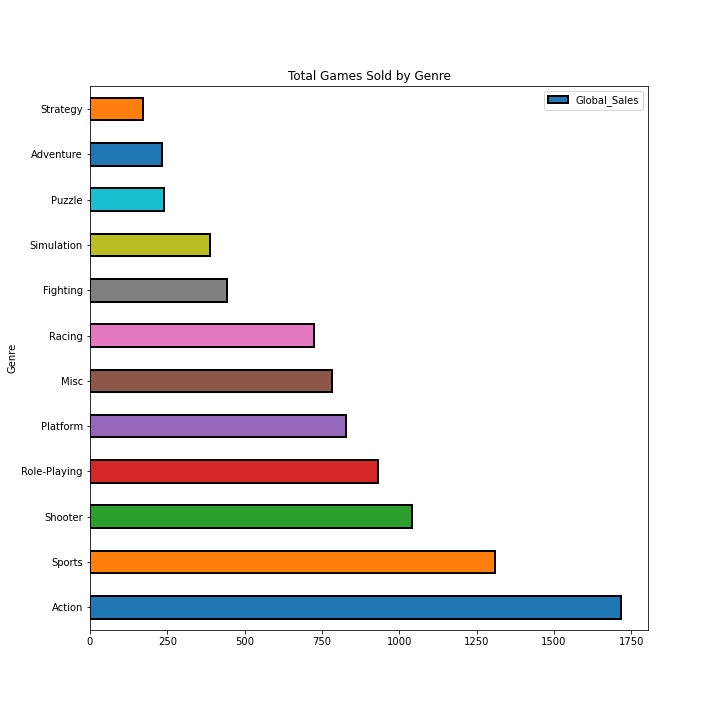 Total Games Sold by Genre
Global_Sales
Strategy
Adventure
Puzzle
Simulation
Fighting
Racing
Misc
Platform
Role-Playing
Shooter
Sports
Action
Genre
0 250 500 750 1000 1250 1500 1750